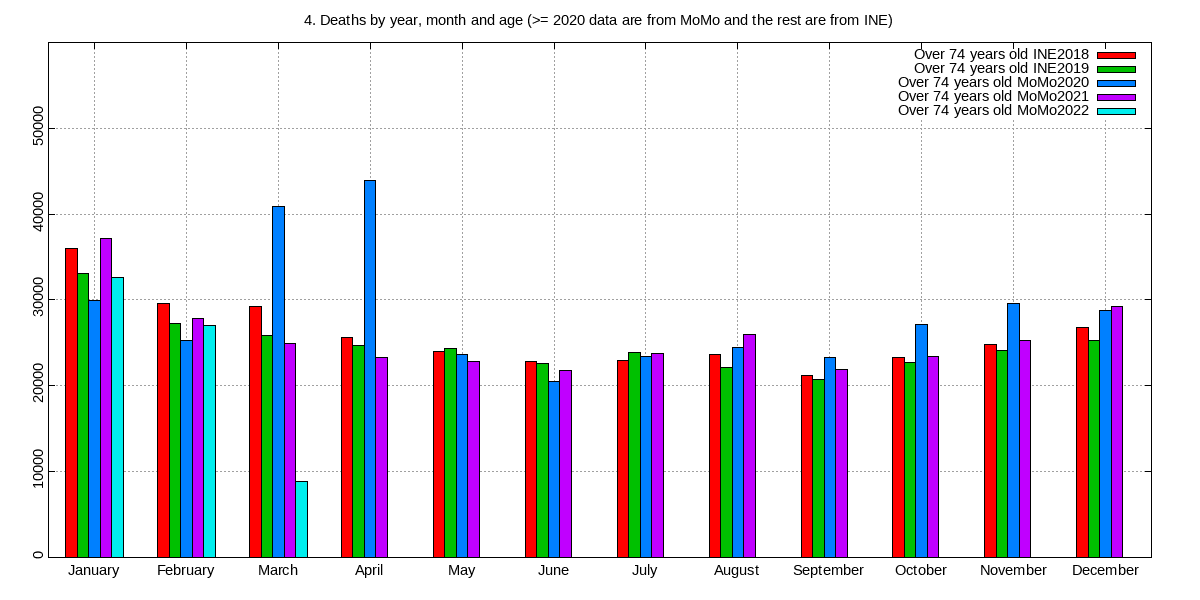 4. Deaths by year, month and age (>= 2020 data are from MoMo and the rest are from INE)
Over 74 years old INE2018
Over 74 years old INE2019
Over 74 years old MoMo2020
Over 74 years old MoMo2021
Over 74 years old MoMo2022
50000
40000
30000
20000
10000
0
January February March April May June July August September October November December